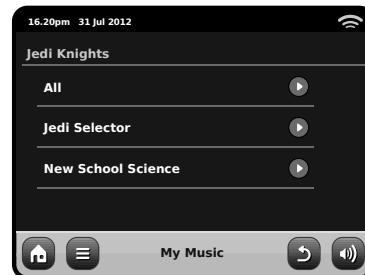 16.20pm 31 Jul 2012
Jedi Knights
All
Jedi Selector
New School Science
My Music